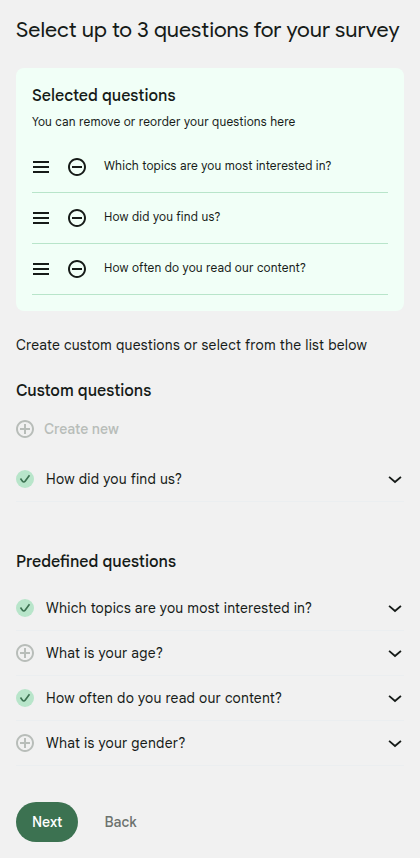 Select up to 3 questions for your survey
Selected questions
You can remove or reorder your questions here
Which topics are you most interested in?
How did you find us?
How often do you read our content?
Create custom questions or select from the list below
Custom questions
Create new
How did you find us?
Predefined questions
Which topics are you most interested in?
What is your age?
How often do you read our content?
What is your gender?
Next Back